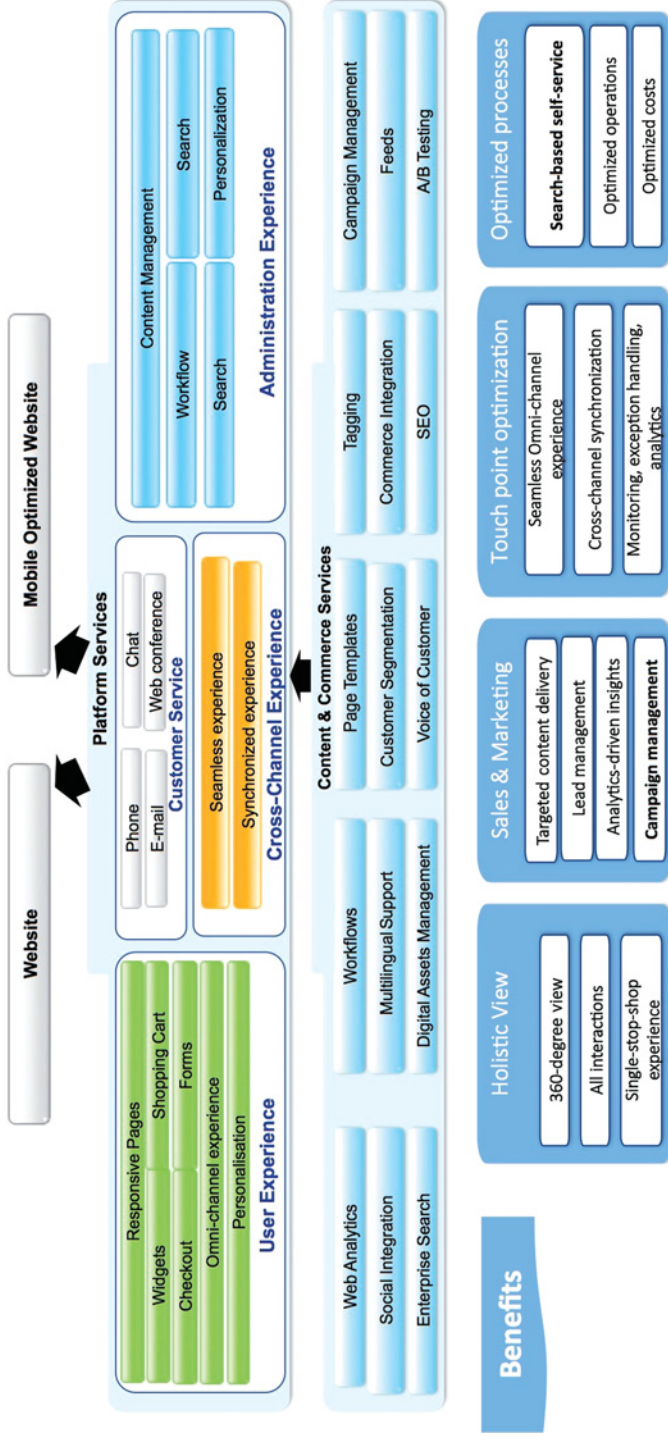 Website
Mobile Optimized Website
Platform Services
Responsive Pages
Widgets
Shopping Cart
Checkout
Forms
Omni-channel experience
Personalisation
User Experience
Phone
Chat
E-mail
Web conference
Customer Service
Seamless experience
Synchronized experience
Cross-Channel Experience
Content Management
Workflow
Search
Search
Personalization
Administration Experience
Content & Commerce Services
Web Analytics
Workflows
Page Templates
Tagging
Campaign Management
Social Integration
Multilingual Support
Customer Segmentation
Commerce Integration
Feeds
Enterprise Search
Digital Assets Management
Voice of Customer
SEO
A/B Testing
Benefits
Holistic View
360-degree view
All interactions
Single-stop-shop
experience
Sales & Marketing
Targeted content delivery
Lead management
Analytics-driven insights
Campaign management
Touch point optimization
Seamless Omni-channel
experience
Cross-channel synchronization
Monitoring, exception handling,
analytics
Optimized processes
Search-based self-service
Optimized operations
Optimized costs